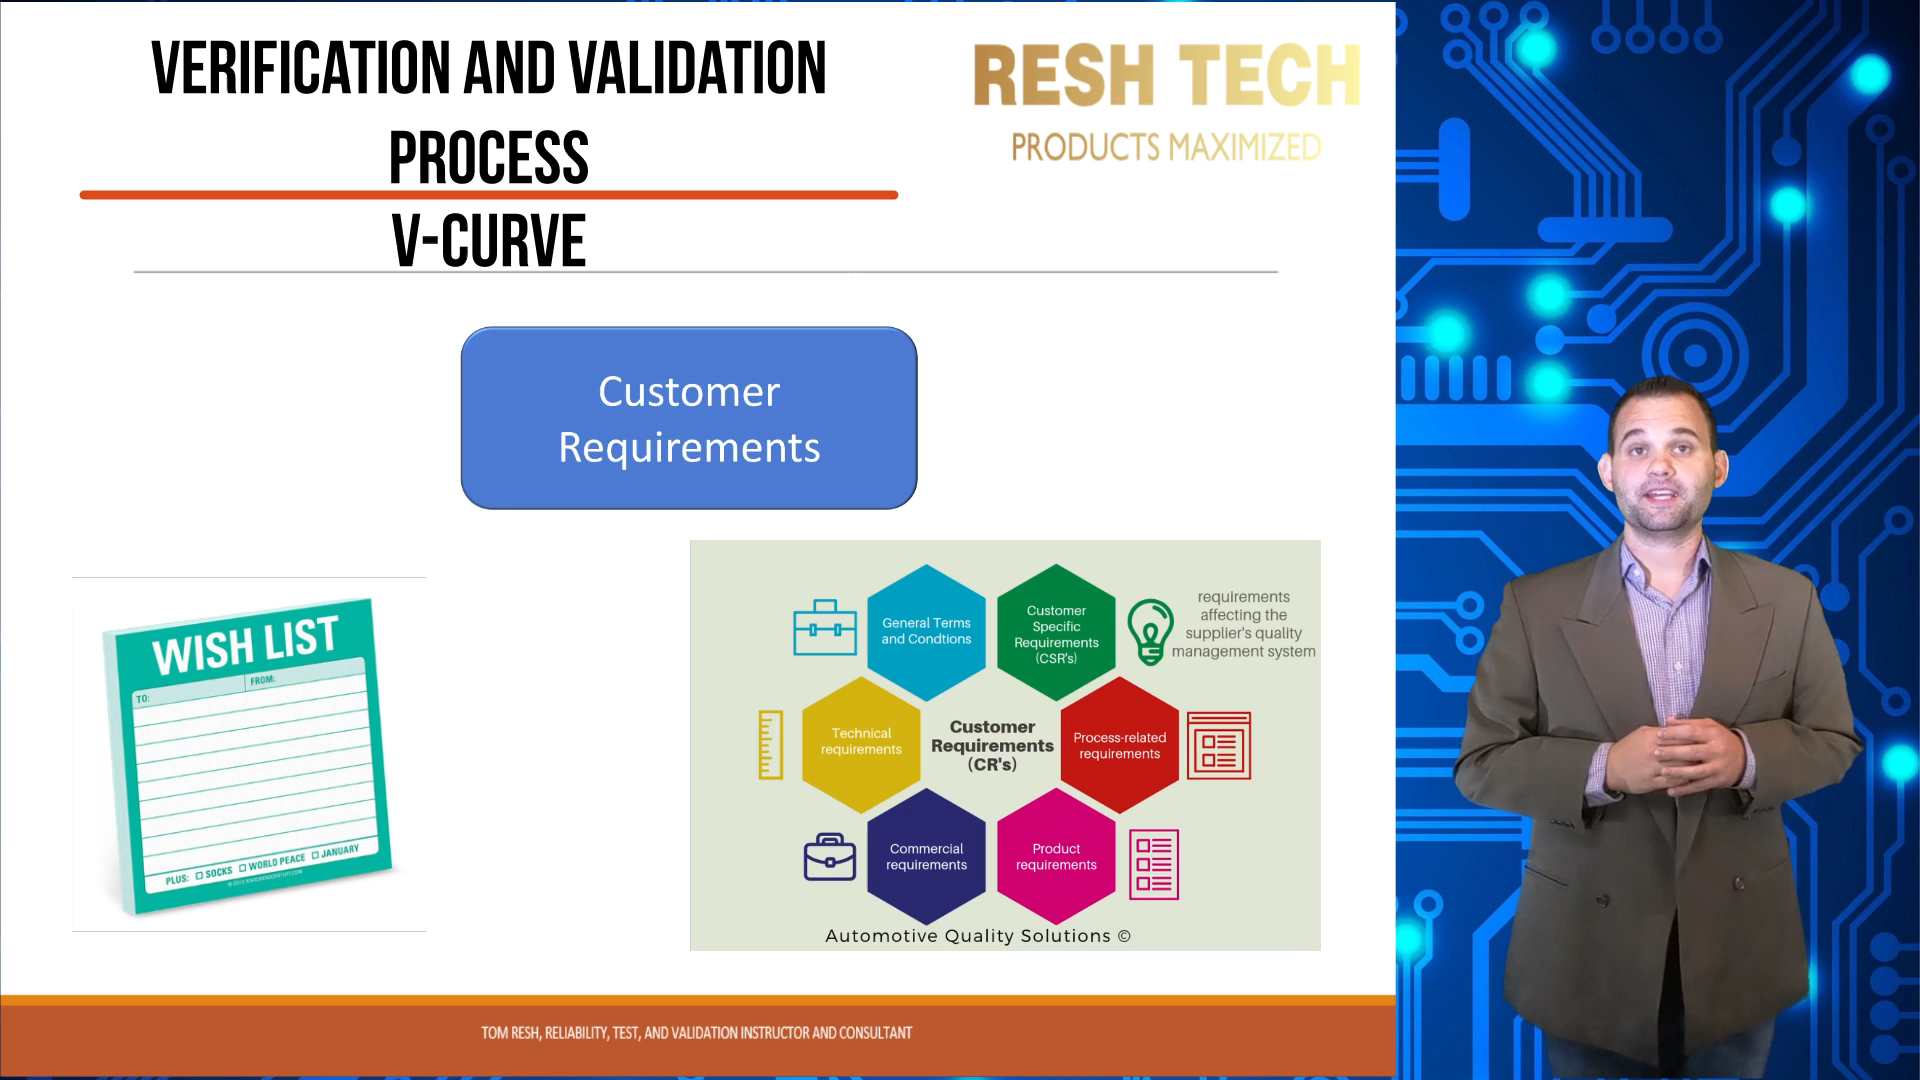 VERIFICATION AND VALIDATION
PROCESS
V-CURVE
RESH TECH
PRODUCTS MAXIMIZED
Customer
Requirements
WISH LIST
TO:
FROM:
PLUS: SOCKS WORLD PEACE JANUARY
General Terms
and Condtions
Customer
Specific
Requirements
(CSR's)
requirements
affecting the
supplier's quality
management system
Technical
requirements
Customer
Requirements
(CR's)
Process-related
requirements
Commercial
requirements
Product
requirements
Automotive Quality Solutions ©
TOM RESH, RELIABILITY, TEST, AND VALIDATION INSTRUCTOR AND CONSULTANT